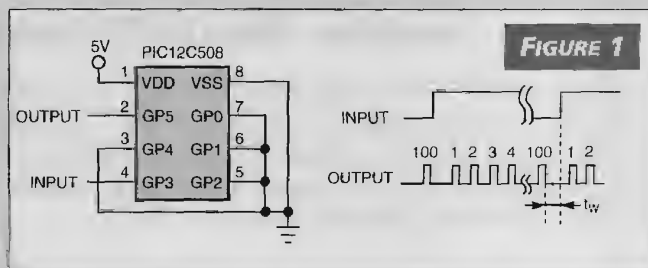 FIGURE 1
5V
PIC12C508
1 VDD VSS 8
OUTPUT 2 GP5 GP0 7
3 GP4 GP1 6
INPUT 4 GP3 GP2 5
INPUT
100 1 2 3 4 100 1 2
OUTPUT
tW